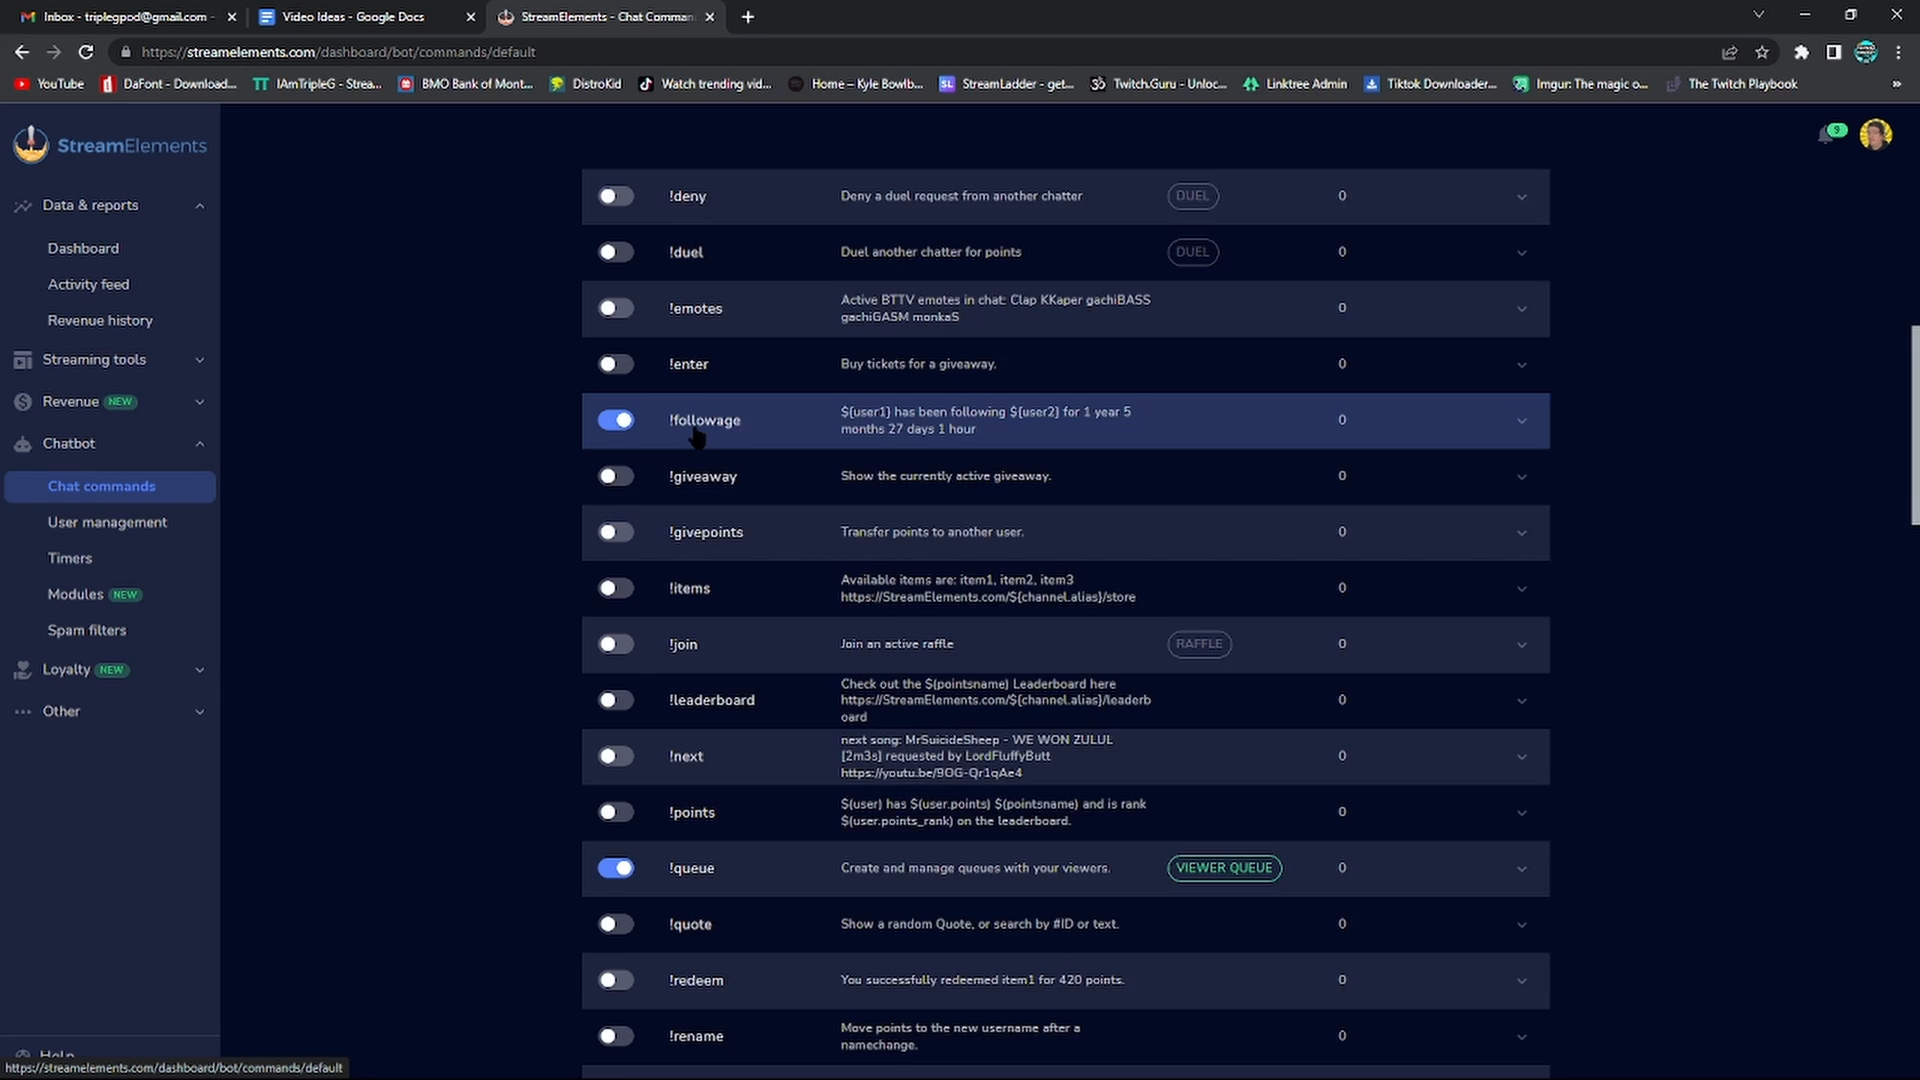 Inbox - triplegpod@gmail.com -
Video Ideas - Google Docs
StreamElements - Chat Comman
https://streamelements.com/dashboard/bot/commands/default
YouTube
DaFont - Download...
IAmTripleG - Strea...
BMO Bank of Mont...
DistroKid
Watch trending vid...
Home – Kyle Bowlb...
StreamLadder - get...
Twitch.Guru - Unloc...
Linktree Admin
Tiktok Downloader...
Imgur: The magic o...
The Twitch Playbook
»
StreamElements
9
Data & reports
Dashboard
Activity feed
Revenue history
Streaming tools
Revenue NEW
Chatbot
Chat commands
User management
Timers
Modules NEW
Spam filters
Loyalty NEW
Other
Help
https://streamelements.com/dashboard/bot/commands/default
!deny
Deny a duel request from another chatter
DUEL
0
!duel
Duel another chatter for points
DUEL
0
!emotes
Active BTTV emotes in chat: Clap KKaper gachiBASS
gachiGASM monkaS
0
!enter
Buy tickets for a giveaway.
0
!followage
${user1} has been following ${user2} for 1 year 5
months 27 days 1 hour
0
!giveaway
Show the currently active giveaway.
0
!givepoints
Transfer points to another user.
0
!items
Available items are: item1, item2, item3
https://StreamElements.com/${channel.alias}/store
0
!join
Join an active raffle
RAFFLE
0
!leaderboard
Check out the $(pointsname) Leaderboard here
https://StreamElements.com/${channel.alias}/leaderb
oard
0
!next
next song: MrSuicideSheep - WE WON ZULUL
[2m3s] requested by LordFluffyButt
https://youtu.be/9OG-Qr1qAe4
0
!points
$(user) has $(user.points) $(pointsname) and is rank
$(user.points_rank) on the leaderboard.
0
!queue
Create and manage queues with your viewers.
VIEWER QUEUE
0
!quote
Show a random Quote, or search by #ID or text.
0
!redeem
You successfully redeemed item1 for 420 points.
0
!rename
Move points to the new username after a
namechange.
0